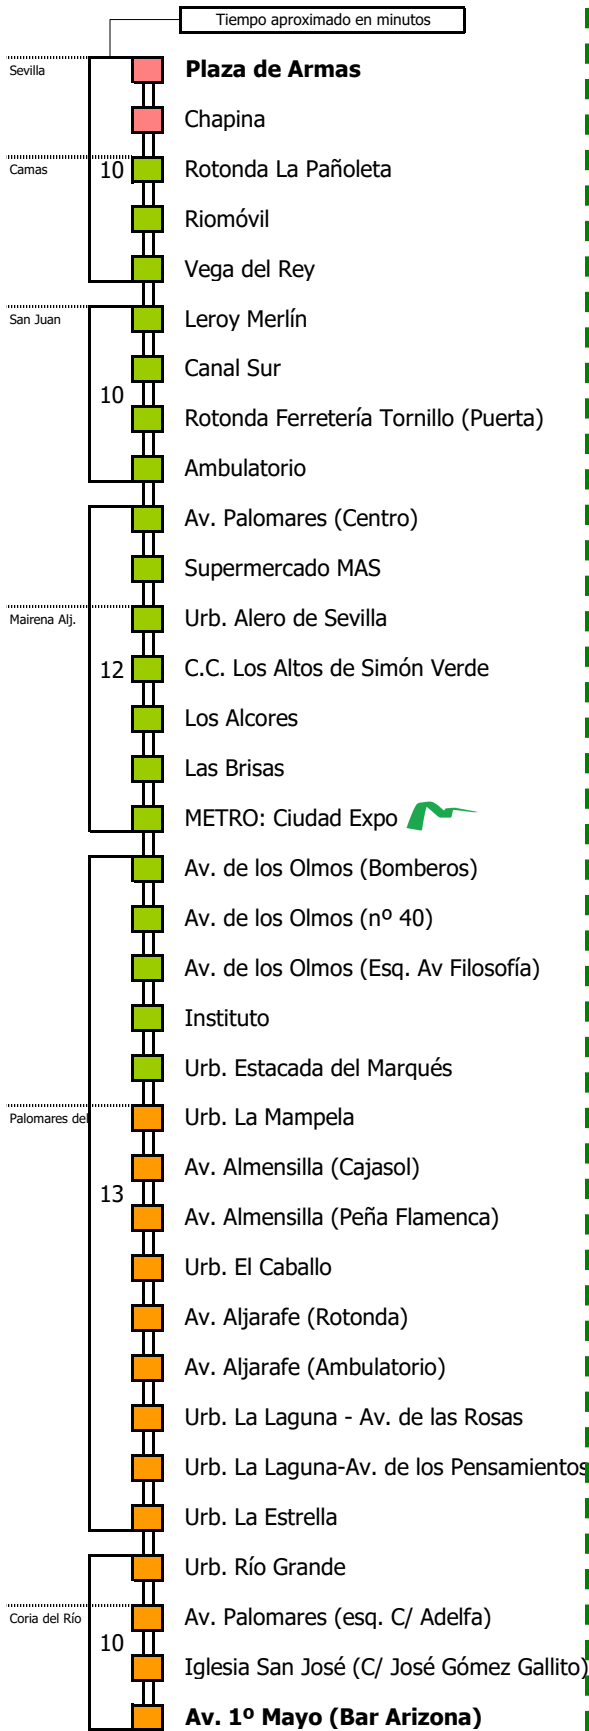 Tiempo aproximado en minutos
Sevilla
Plaza de Armas
Chapina
Camas
10
Rotonda La Pañoleta
Riomóvil
Vega del Rey
San Juan
Leroy Merlín
Canal Sur
10
Rotonda Ferretería Tornillo (Puerta)
Ambulatorio
Av. Palomares (Centro)
Supermercado MAS
Mairena Alj.
Urb. Alero de Sevilla
12
C.C. Los Altos de Simón Verde
Los Alcores
Las Brisas
METRO: Ciudad Expo
Av. de los Olmos (Bomberos)
Av. de los Olmos (nº 40)
Av. de los Olmos (Esq. Av Filosofía)
Instituto
Urb. Estacada del Marqués
Palomares del
Urb. La Mampela
Av. Almensilla (Cajasol)
13
Av. Almensilla (Peña Flamenca)
Urb. El Caballo
Av. Aljarafe (Rotonda)
Av. Aljarafe (Ambulatorio)
Urb. La Laguna - Av. de las Rosas
Urb. La Laguna-Av. de los Pensamientos
Urb. La Estrella
Urb. Río Grande
Coria del Río
Av. Palomares (esq. C/ Adelfa)
10
Iglesia San José (C/ José Gómez Gallito)
Av. 1º Mayo (Bar Arizona)